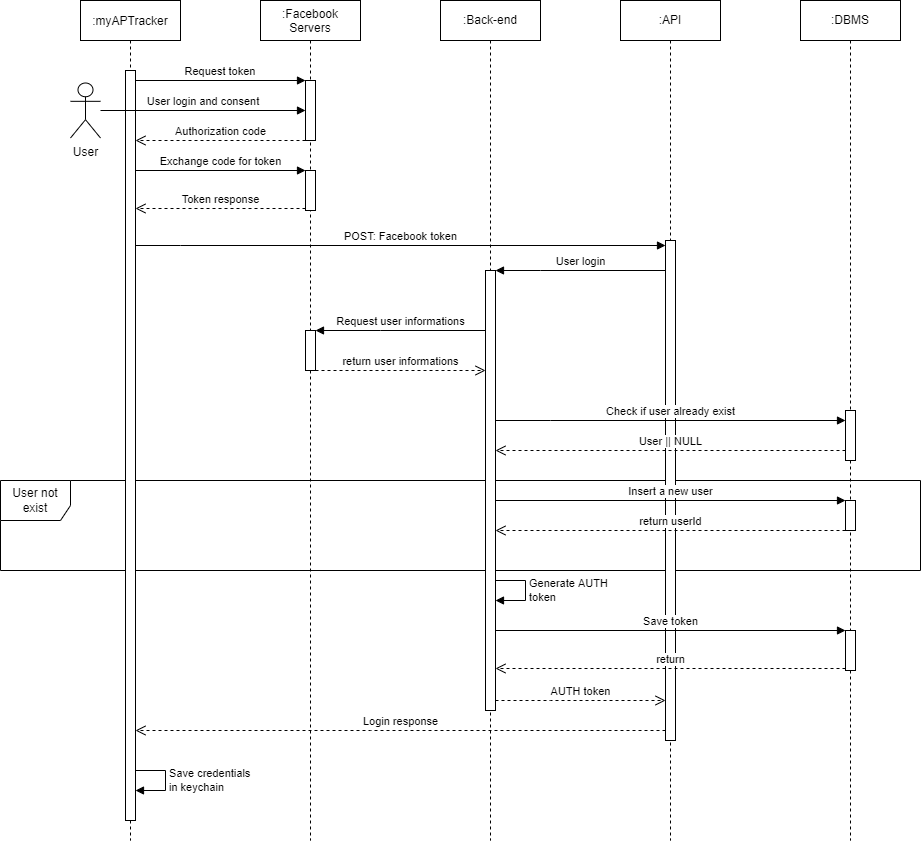 :myAPTracker
:Facebook
Servers
:Back-end
:API
:DBMS
Request token
User login and consent
Authorization code
User
Exchange code for token
Token response
POST: Facebook token
User login
Request user informations
return user informations
Check if user already exist
User || NULL
User not
exist
Insert a new user
return userId
Generate AUTH
token
Save token
return
AUTH token
Login response
Save credentials
in keychain